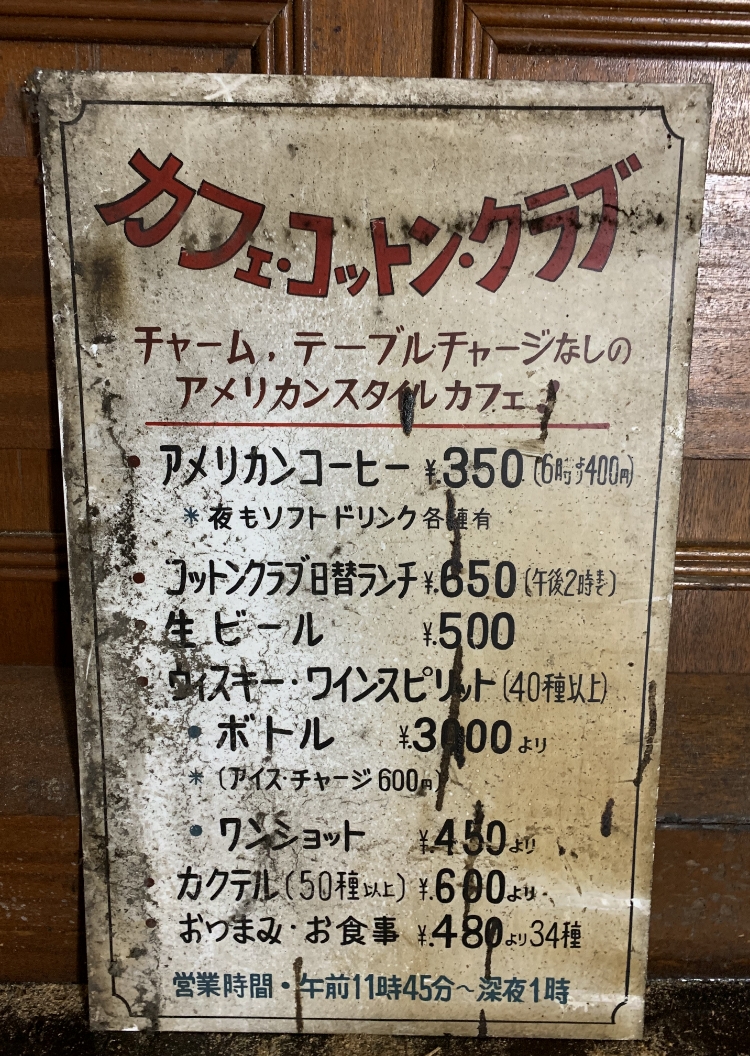 カフェ・コットン・クラブ
チャーム，テーブルチャージなしの
アメリカンスタイルカフェ！
• アメリカンコーヒー ¥.350 (6時より400円)
* 夜もソフトドリンク各種有
• コットンクラブ日替ランチ ¥.650 (午後2時まで)
生ビール ¥.500
• ウィスキー・ワインスピリット (40種以上)
• ボトル ¥.3000より
* (アイス・チャージ600円)
• ワンショット ¥.450より
• カクテル (50種以上) ¥.600より
• おつまみ・お食事 ¥.480より34種
営業時間・午前11時45分～深夜1時